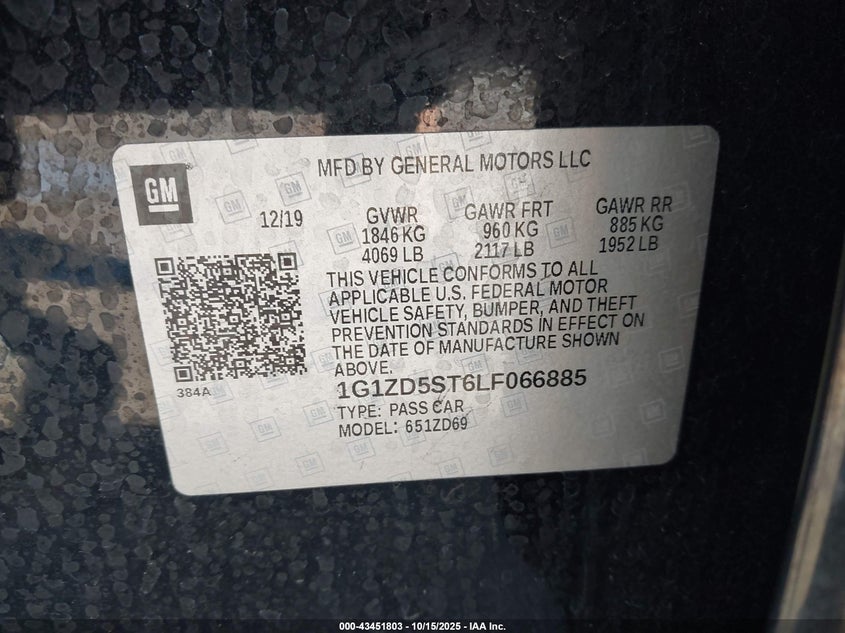 GM
MFD BY GENERAL MOTORS LLC
12/19
GVWR
1846 KG
4069 LB
GAWR FRT
960 KG
2117 LB
GAWR RR
885 KG
1952 LB
THIS VEHICLE CONFORMS TO ALL
APPLICABLE U.S. FEDERAL MOTOR
VEHICLE SAFETY, BUMPER, AND THEFT
PREVENTION STANDARDS IN EFFECT ON
THE DATE OF MANUFACTURE SHOWN
ABOVE.
384A
1G1ZD5ST6LF066885
TYPE: PASS CAR
MODEL: 651ZD69
000-43451803 - 10/15/2025 - IAA Inc.